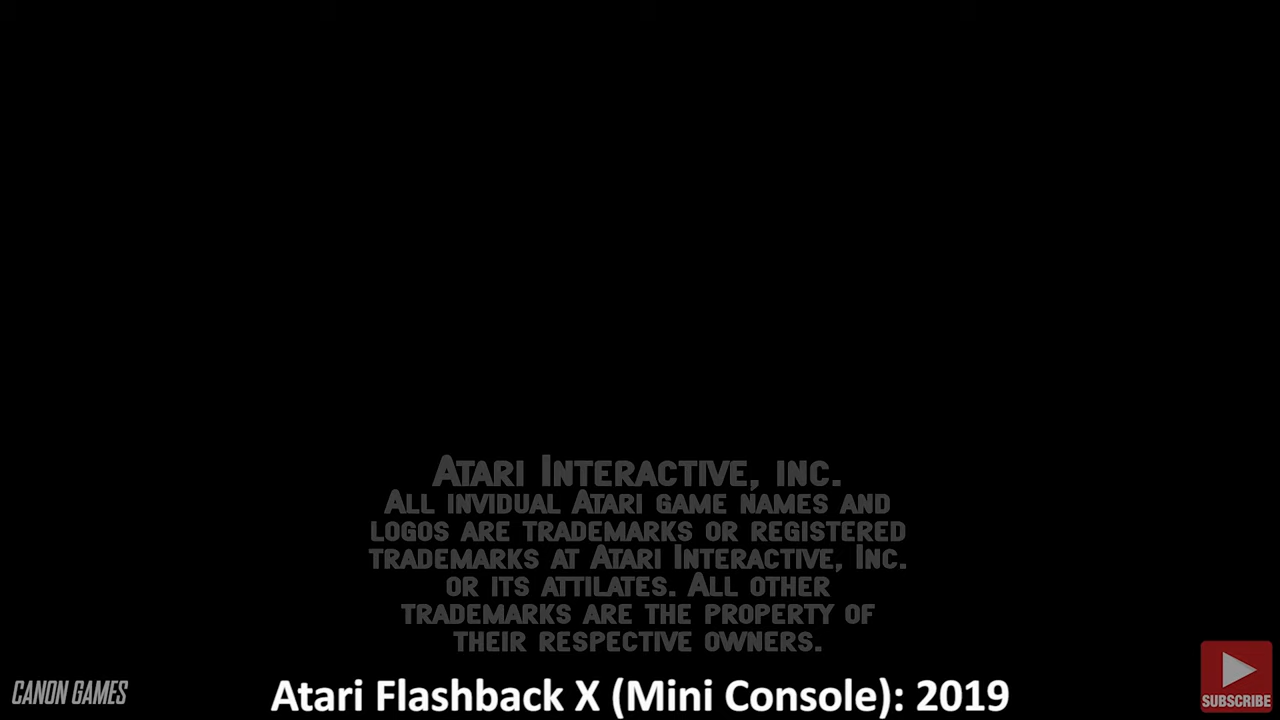 Atari Interactive, inc.
All invidual Atari game names and
logos are trademarks or registered
trademarks at Atari Interactive, Inc.
or its attilates. All other
trademarks are the property of
their respective owners.
CANON GAMES
Atari Flashback X (Mini Console): 2019
SUBSCRIBE